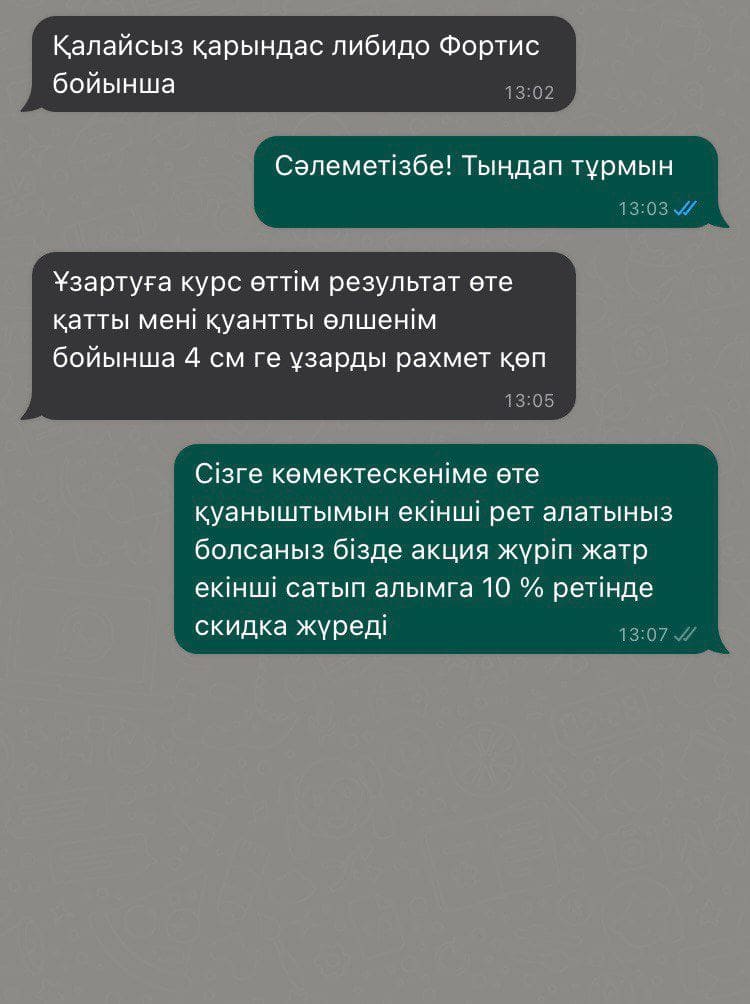 Қалайсыз қарындас либидо Фортис
бойынша
13:02
Сәлеметізбе! Тыңдап тұрмын
13:03
Ұзартуға курс өттім результат өте
қатты мені қуантты өлшенім
бойынша 4 см ге ұзарды рахмет қөп
13:05
Сізге көмектескеніме өте
қуаныштымын екінші рет алатыныз
болсаныз бізде акция жүріп жатр
екінші сатып алымга 10 % ретінде
скидка жүреді
13:07